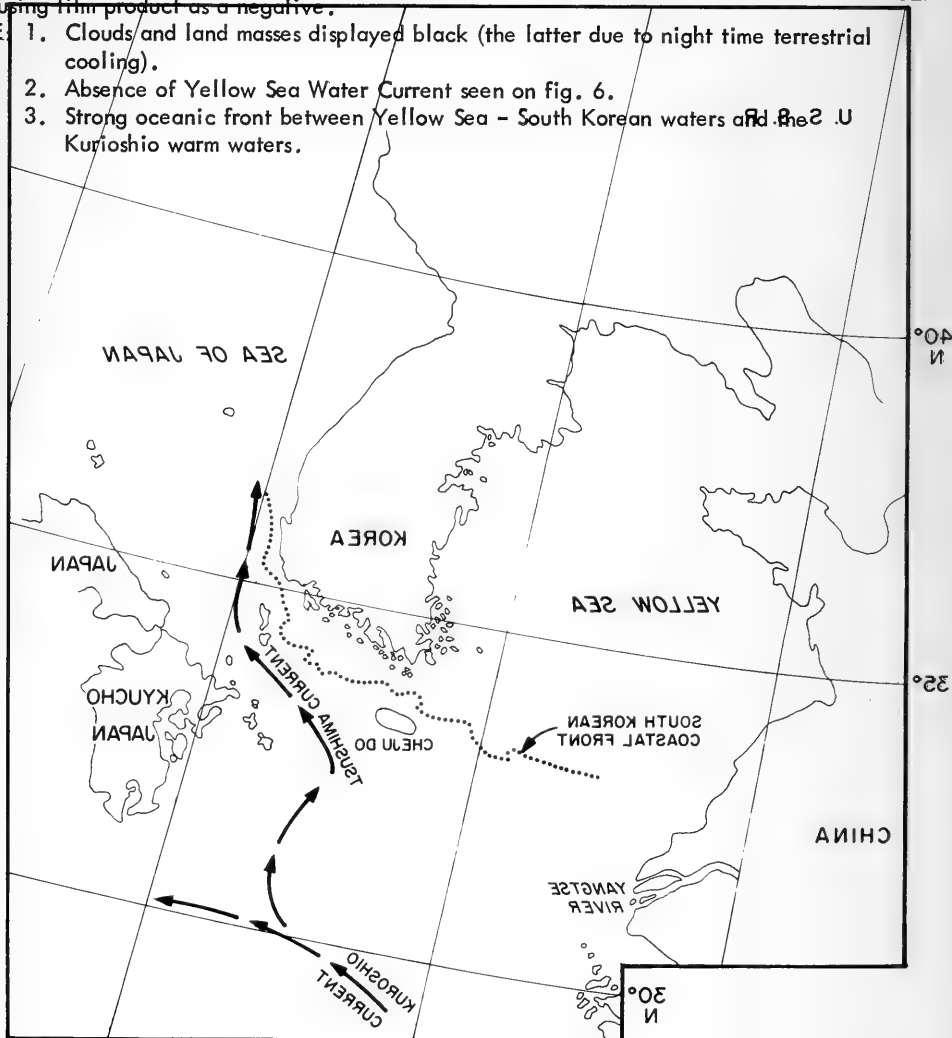 using film product as a negative.
1. Clouds and land masses displayed black (the latter due to night time terrestrial
cooling).
2. Absence of Yellow Sea Water Current seen on fig. 6.
3. Strong oceanic front between Yellow Sea - South Korean waters and the
Kurioshio warm waters.
U. S. S. R.
40°
N
SEA OF JAPAN
KOREA
JAPAN
YELLOW SEA
35°
KYUCHO
JAPAN
TSUSHIMA CURRENT
CHEJU DO
SOUTH KOREAN
COASTAL FRONT
CHINA
YANGTSE
RIVER
KUROSHIO
CURRENT
30°
N